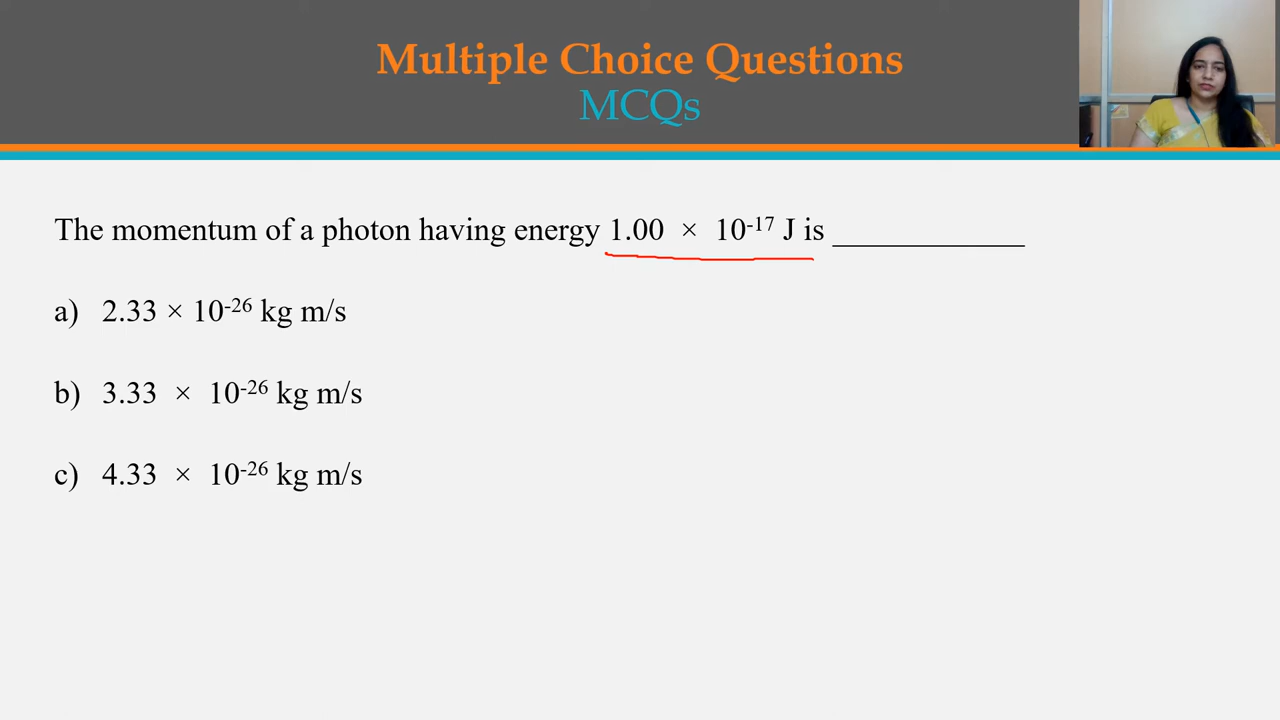 Multiple Choice Questions
MCQs
The momentum of a photon having energy 1.00 × 10⁻¹⁷ J is ____________
a) 2.33 × 10⁻²⁶ kg m/s
b) 3.33 × 10⁻²⁶ kg m/s
c) 4.33 × 10⁻²⁶ kg m/s